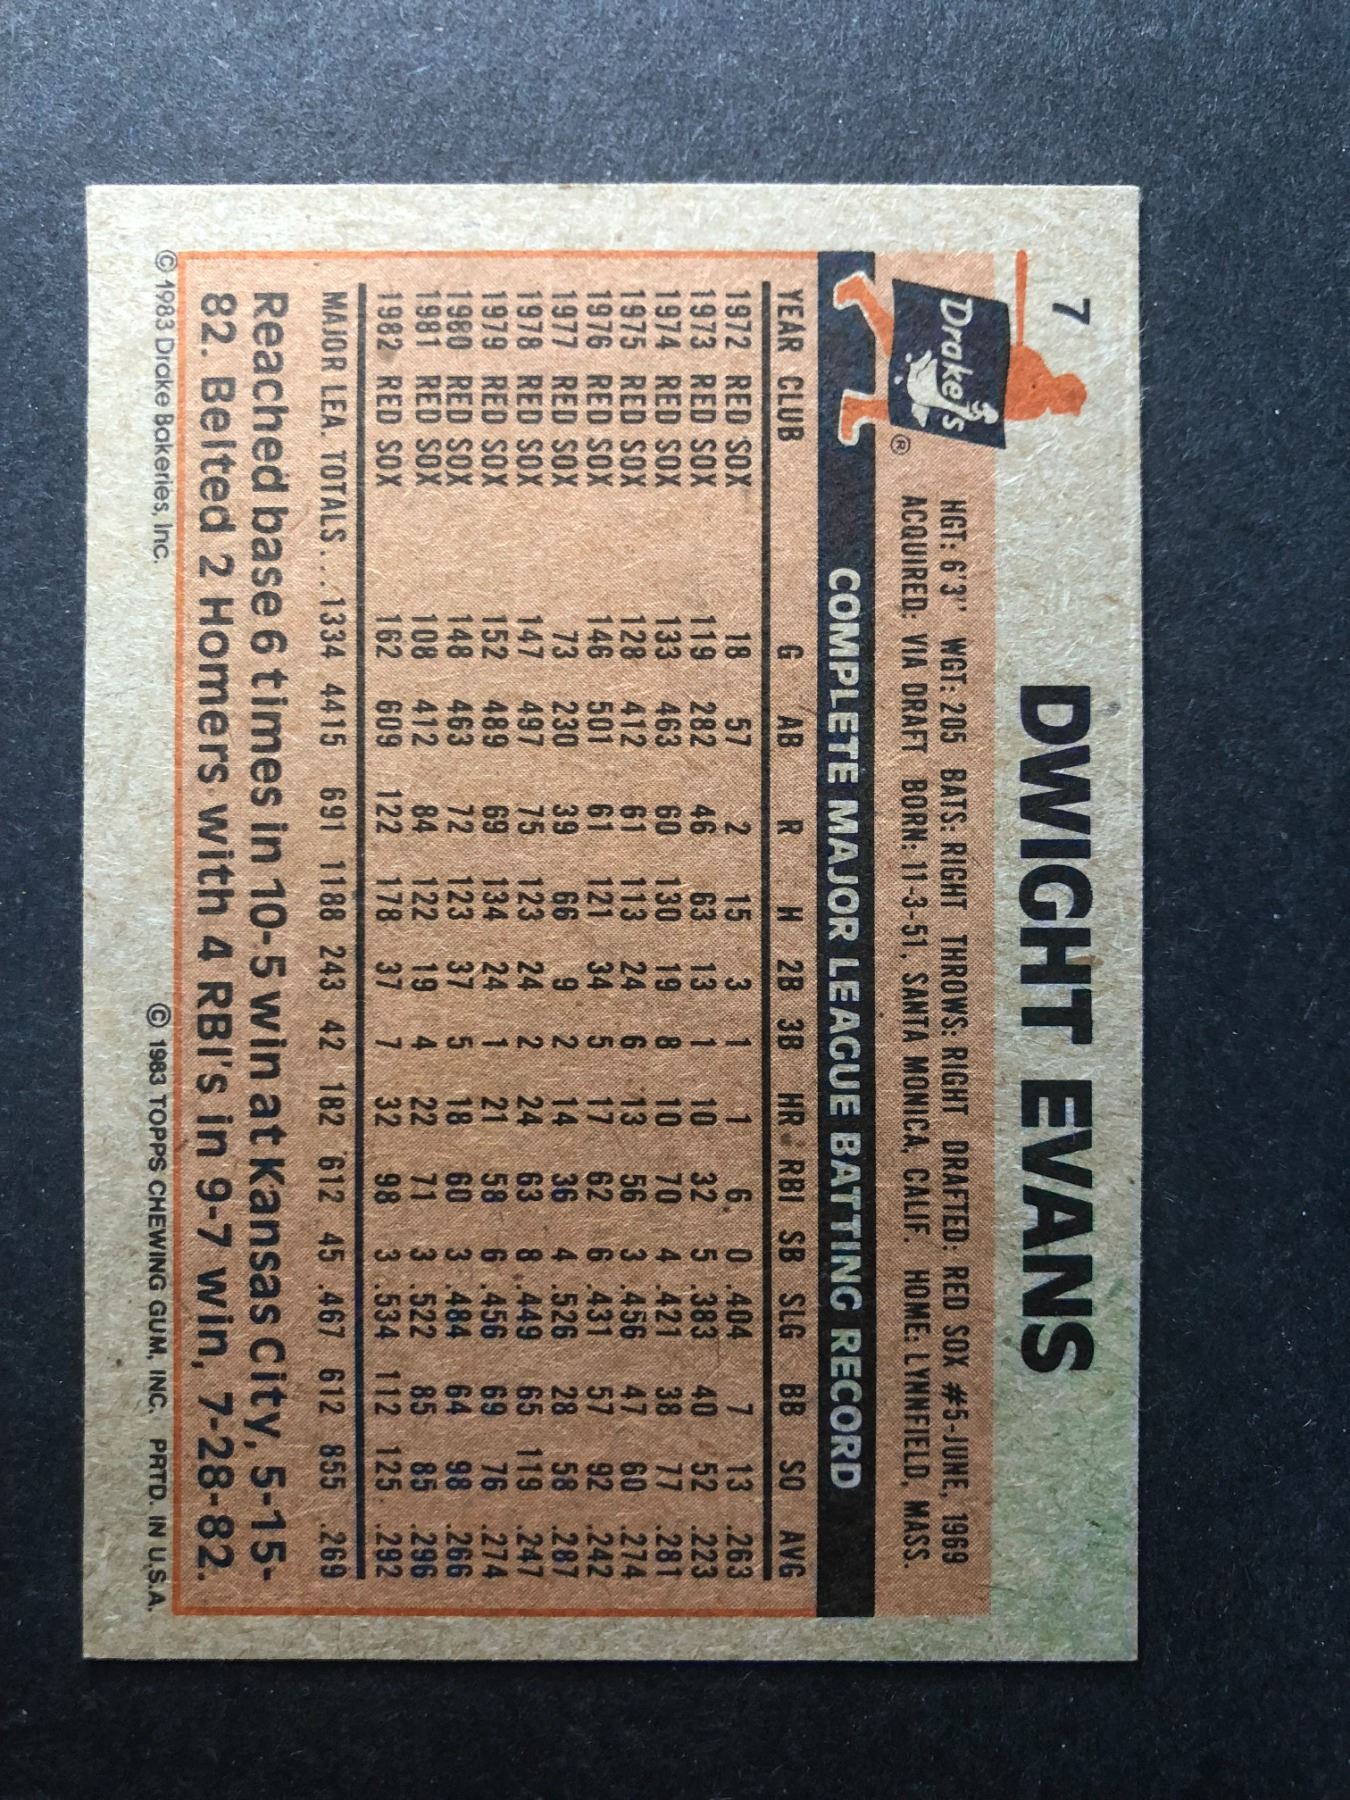 7
DWIGHT EVANS
Drake's ®
HGT: 6'3" WGT: 205 BATS: RIGHT THROWS: RIGHT DRAFTED: RED SOX #5-JUNE, 1969
ACQUIRED: VIA DRAFT BORN: 11-3-51, SANTA MONICA, CALIF. HOME: LYNNFIELD, MASS.
COMPLETE MAJOR LEAGUE BATTING RECORD
YEAR CLUB G AB R H 2B 3B HR RBI SB SLG BB SO AVG
1972 RED SOX 18 57 2 15 3 1 1 6 0 .404 7 13 .263
1973 RED SOX 119 282 46 63 13 1 10 32 5 .383 40 52 .223
1974 RED SOX 133 463 60 130 19 8 10 70 4 .421 38 77 .281
1975 RED SOX 128 412 61 113 24 6 13 56 3 .456 47 60 .274
1976 RED SOX 146 501 61 121 34 5 17 62 6 .431 57 92 .242
1977 RED SOX 73 230 39 66 9 2 14 36 4 .526 28 58 .287
1978 RED SOX 147 497 75 123 24 2 24 63 8 .449 65 119 .247
1979 RED SOX 152 489 69 134 24 1 21 58 6 .456 69 76 .274
1980 RED SOX 148 463 72 123 37 5 18 60 3 .484 64 98 .266
1981 RED SOX 108 412 84 122 19 4 22 71 3 .522 85 85 .296
1982 RED SOX 162 609 122 178 37 7 32 98 3 .534 112 125 .292
MAJOR LEA. TOTALS...1334 4415 691 1188 243 42 182 612 45 .467 612 855 .269
Reached base 6 times in 10-5 win at Kansas City, 5-15-
82. Belted 2 Homers with 4 RBI's in 9-7 win, 7-28-82.
© 1983 Drake Bakeries, Inc. © 1983 TOPPS CHEWING GUM, INC. PRTD. IN U.S.A.